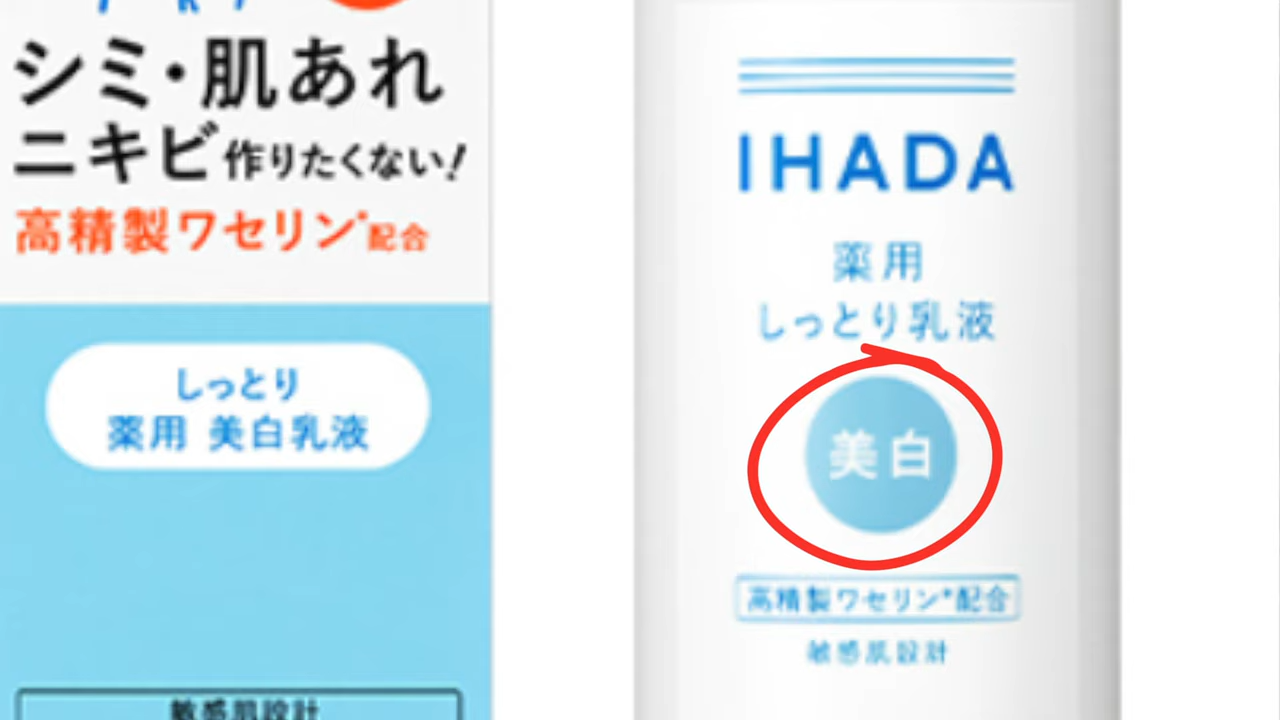 シミ・肌あれ
ニキビ作りたくない!
高精製ワセリン*配合
しっとり
薬用 美白乳液
敏感肌設計
IHADA
薬用
しっとり乳液
美白
高精製ワセリン*配合
敏感肌設計